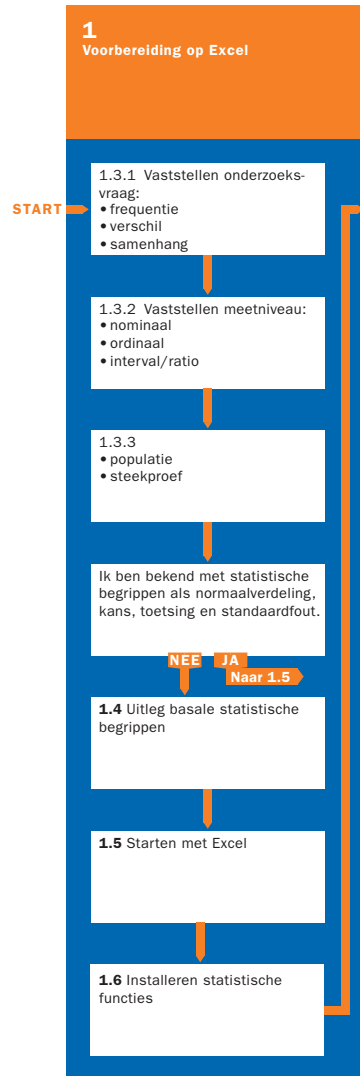 1
Voorbereiding op Excel
START
1.3.1 Vaststellen onderzoeks-
vraag:
• frequentie
• verschil
• samenhang
1.3.2 Vaststellen meetniveau:
• nominaal
• ordinaal
• interval/ratio
1.3.3
• populatie
• steekproef
Ik ben bekend met statistische
begrippen als normaalverdeling,
kans, toetsing en standaardfout.
NEE JA
Naar 1.5
1.4 Uitleg basale statistische
begrippen
1.5 Starten met Excel
1.6 Installeren statistische
functies